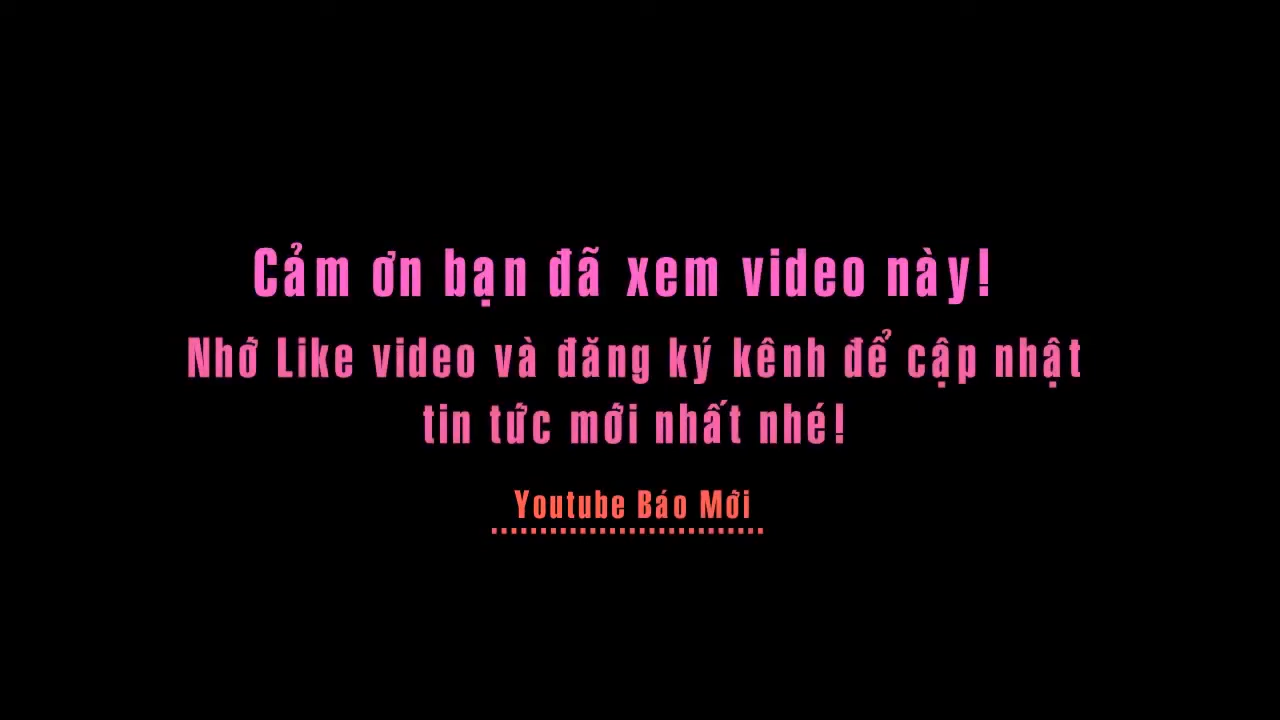 Cảm ơn bạn đã xem video này!
Nhớ Like video và đăng ký kênh để cập nhật
tin tức mới nhất nhé!
Youtube Báo Mới